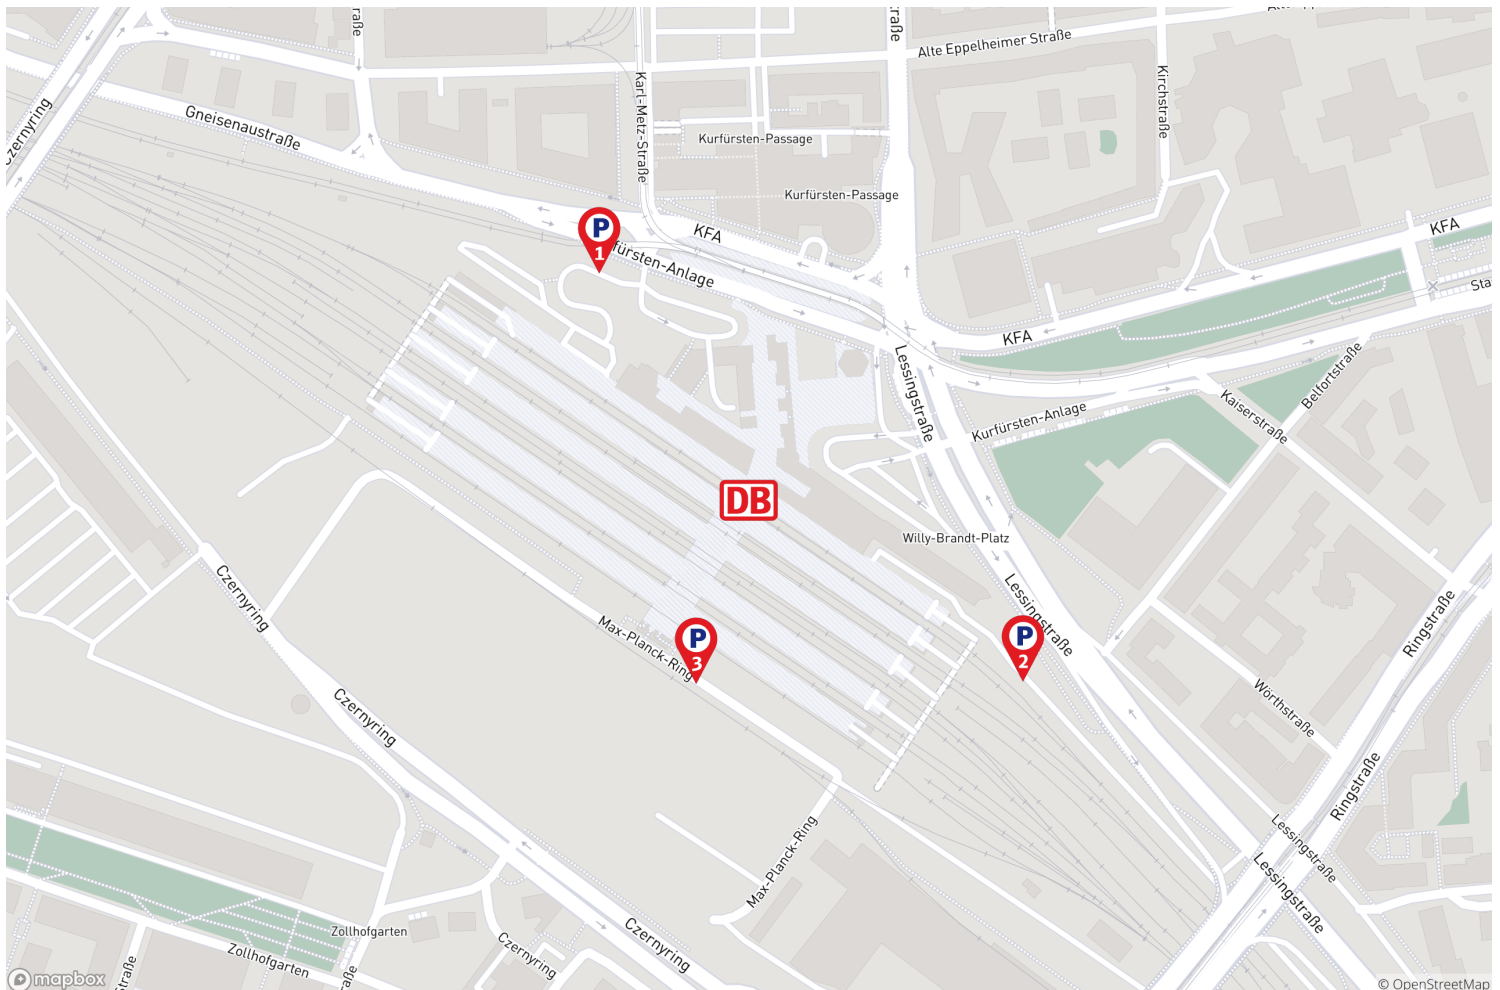 Alte Eppelheimer Straße
Czernyring
Gneisenaustraße
Karl-Metz-Straße
Kirchstraße
Kurfürsten-Passage
Kurfürsten-Passage
KFA
KFA
KFA
P
1
fürsten-Anlage
Lessingstraße
Belfortstraße
Kaiserstraße
Kurfürsten-Anlage
DB
Willy-Brandt-Platz
Lessingstraße
Czernyring
Max-Planck-Ring
P
3
P
2
Ringstraße
Wörthstraße
Czernyring
Ringstraße
Max-Planck-Ring
Lessingstraße
Lessingstraße
Zollhofgarten
Zollhofgarten
Czernyring
Czernyring
Straße
mapbox
© OpenStreetMap